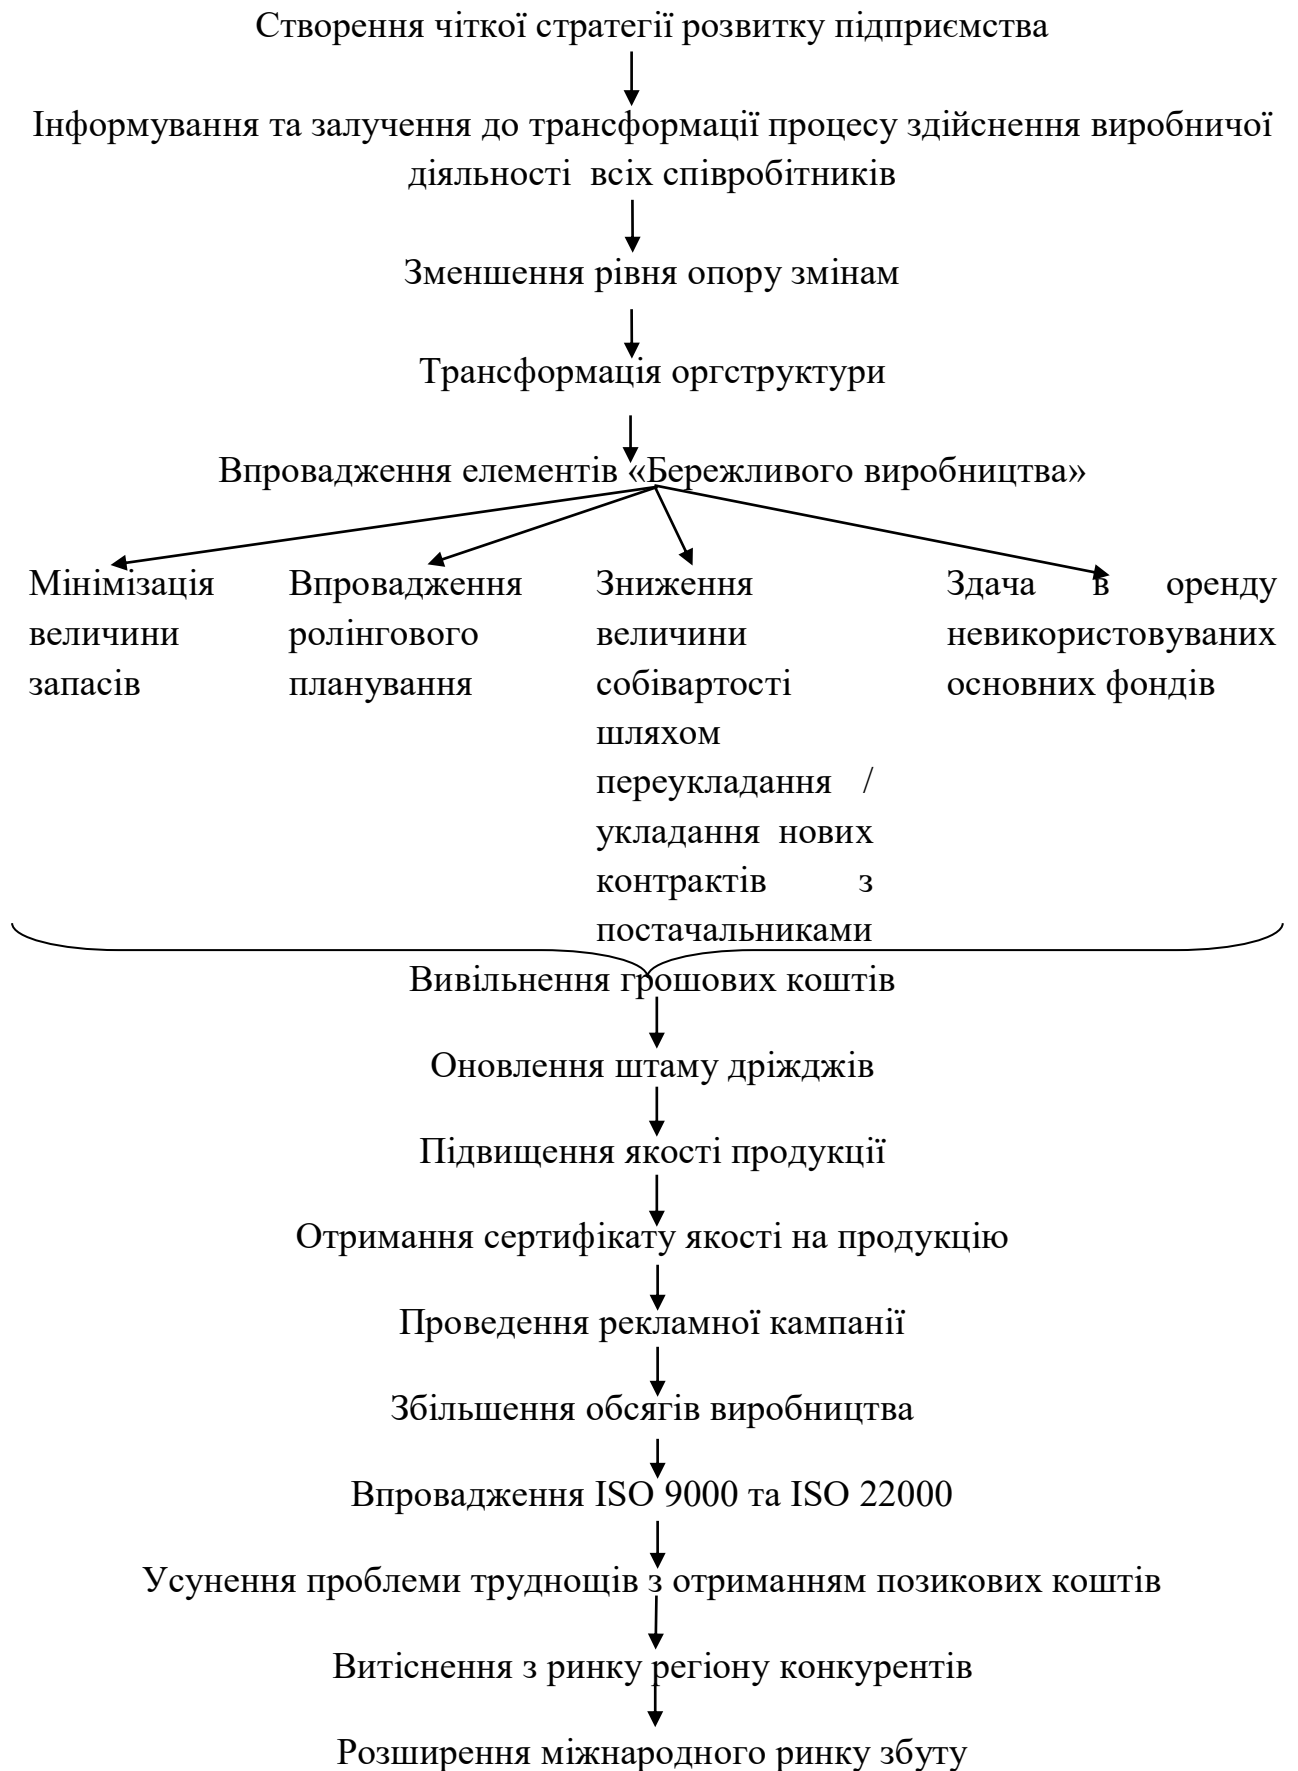 Створення чіткої стратегії розвитку підприємства
Інформування та залучення до трансформації процесу здійснення виробничої
діяльності всіх співробітників
Зменшення рівня опору змінам
Трансформація оргструктури
Впровадження елементів «Бережливого виробництва»
Мінімізація
величини
запасів
Впровадження
ролінгового
планування
Зниження
величини
собівартості
шляхом
переукладання /
укладання нових
контрактів з
постачальниками
Здача в оренду
невикористовуваних
основних фондів
Вивільнення грошових коштів
Оновлення штаму дріжджів
Підвищення якості продукції
Отримання сертифікату якості на продукцію
Проведення рекламної кампанії
Збільшення обсягів виробництва
Впровадження ISO 9000 та ISO 22000
Усунення проблеми труднощів з отриманням позикових коштів
Витіснення з ринку регіону конкурентів
Розширення міжнародного ринку збуту